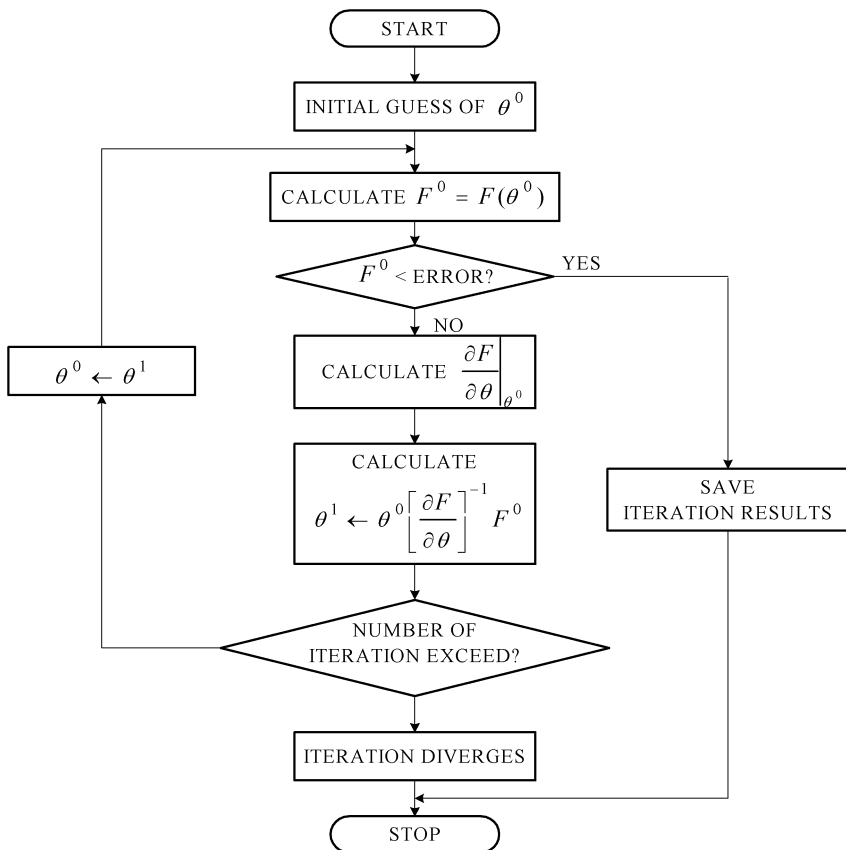 START
INITIAL GUESS OF θ⁰
CALCULATE F⁰ = F(θ⁰)
F⁰ < ERROR?
YES
NO
CALCULATE ∂F/∂θ|θ⁰
θ⁰ ← θ¹
CALCULATE
θ¹ ← θ⁰[∂F/∂θ]⁻¹ F⁰
SAVE
ITERATION RESULTS
NUMBER OF
ITERATION EXCEED?
ITERATION DIVERGES
STOP